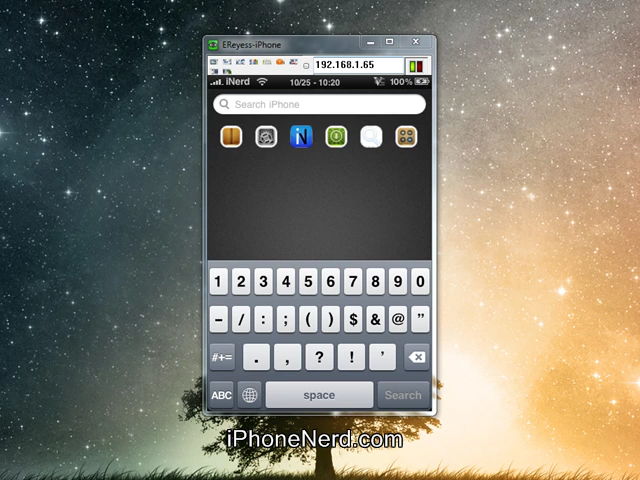 EReyess-iPhone
192.168.1.65
iNerd 10/25 - 10:20 100%
Search iPhone
iN
1 2 3 4 5 6 7 8 9 0
- / : ; ( ) $ & @ "
#+= . , ? ! '
ABC space Search
iPhoneNerd.com